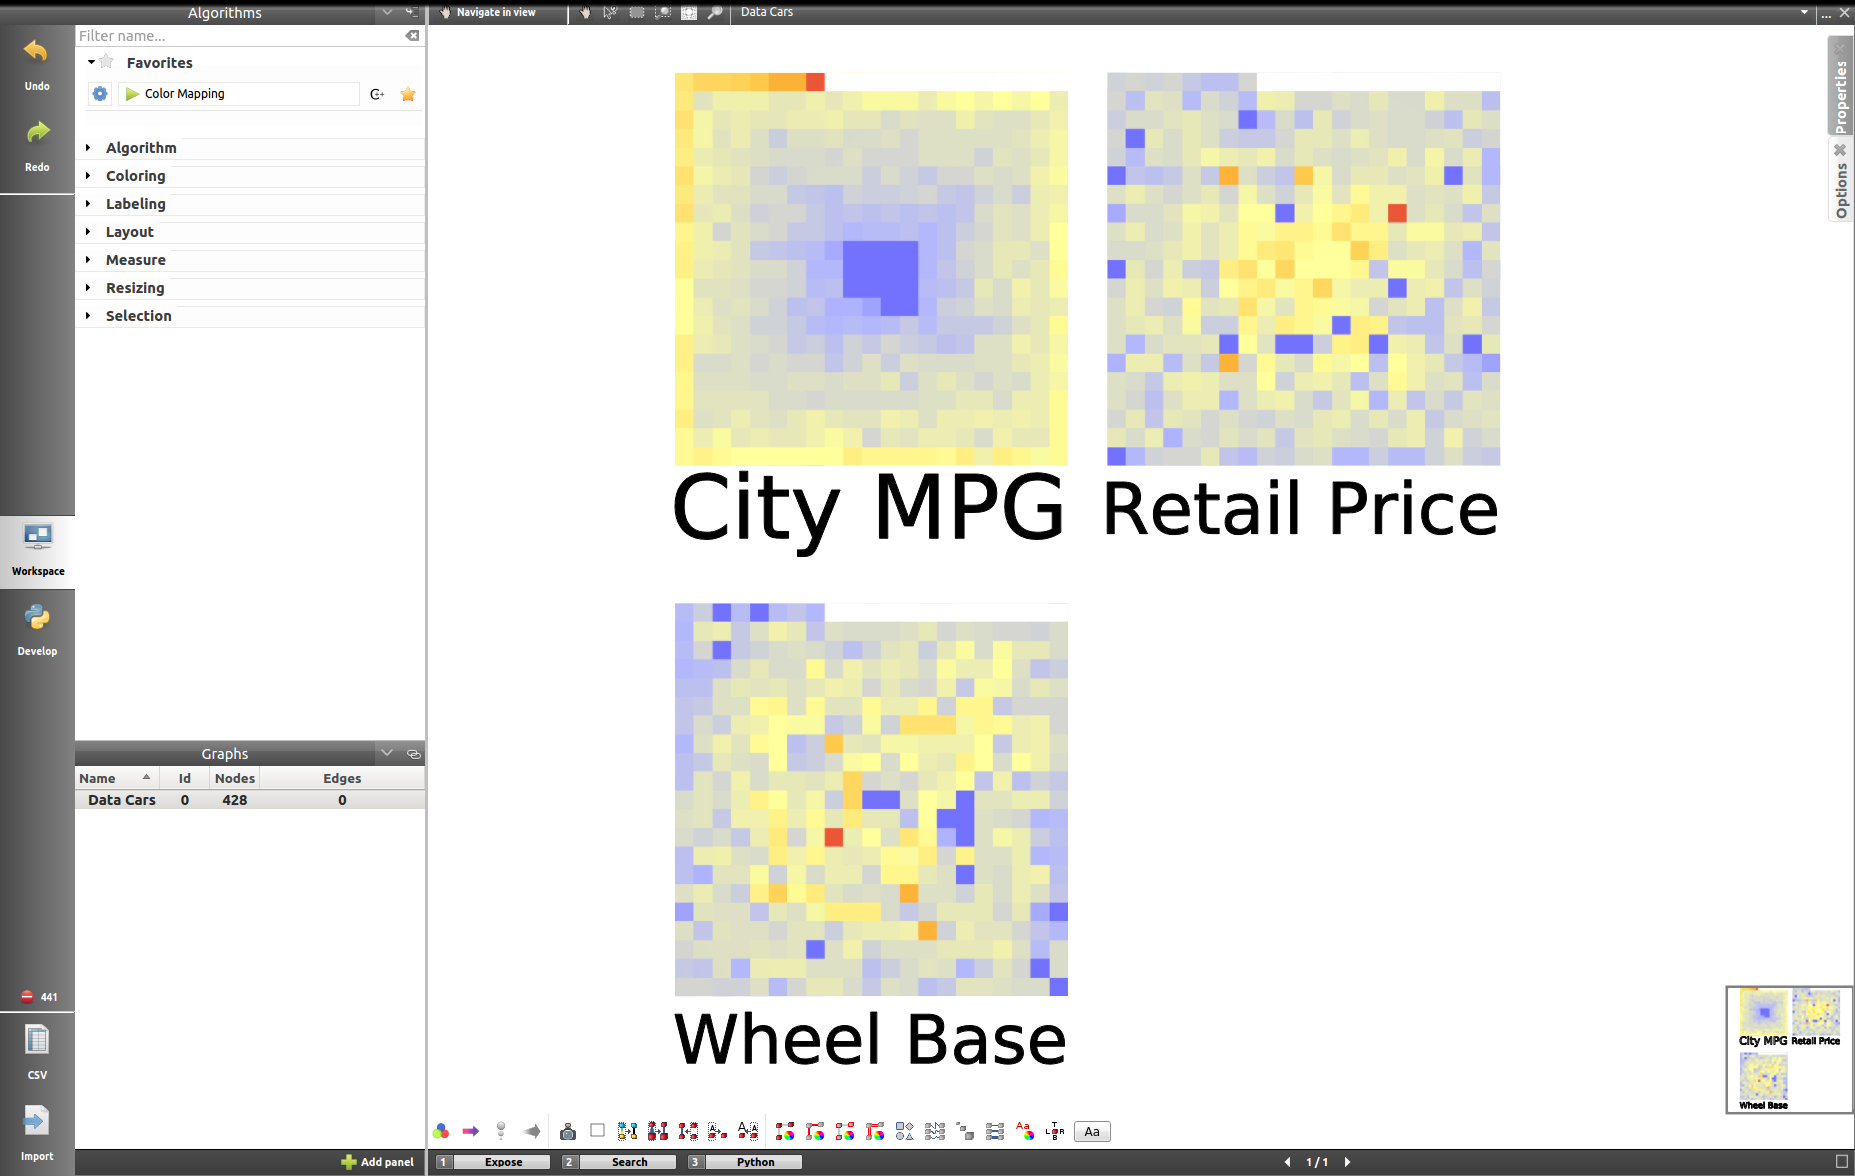 Algorithms
Navigate in view
Data Cars
...
Filter name...
Undo
Favorites
Color Mapping
Redo
Algorithm
Coloring
Labeling
Layout
Measure
Resizing
Selection
Properties
Options
City MPG
Retail Price
Workspace
Develop
Graphs
Name Id Nodes Edges
Data Cars 0 428 0
441
CSV
Import
Wheel Base
City MPG
Retail Price
Wheel Base
Aa
Add panel
1 Expose
2 Search
3 Python
1 / 1